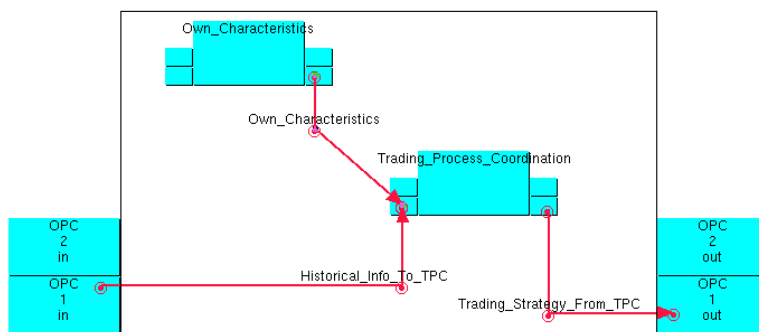 Own_Characteristics
Own_Characteristics
Trading_Process_Coordination
OPC
2
in
OPC
2
out
Historical_Info_To_TPC
OPC
1
in
OPC
1
out
Trading_Strategy_From_TPC